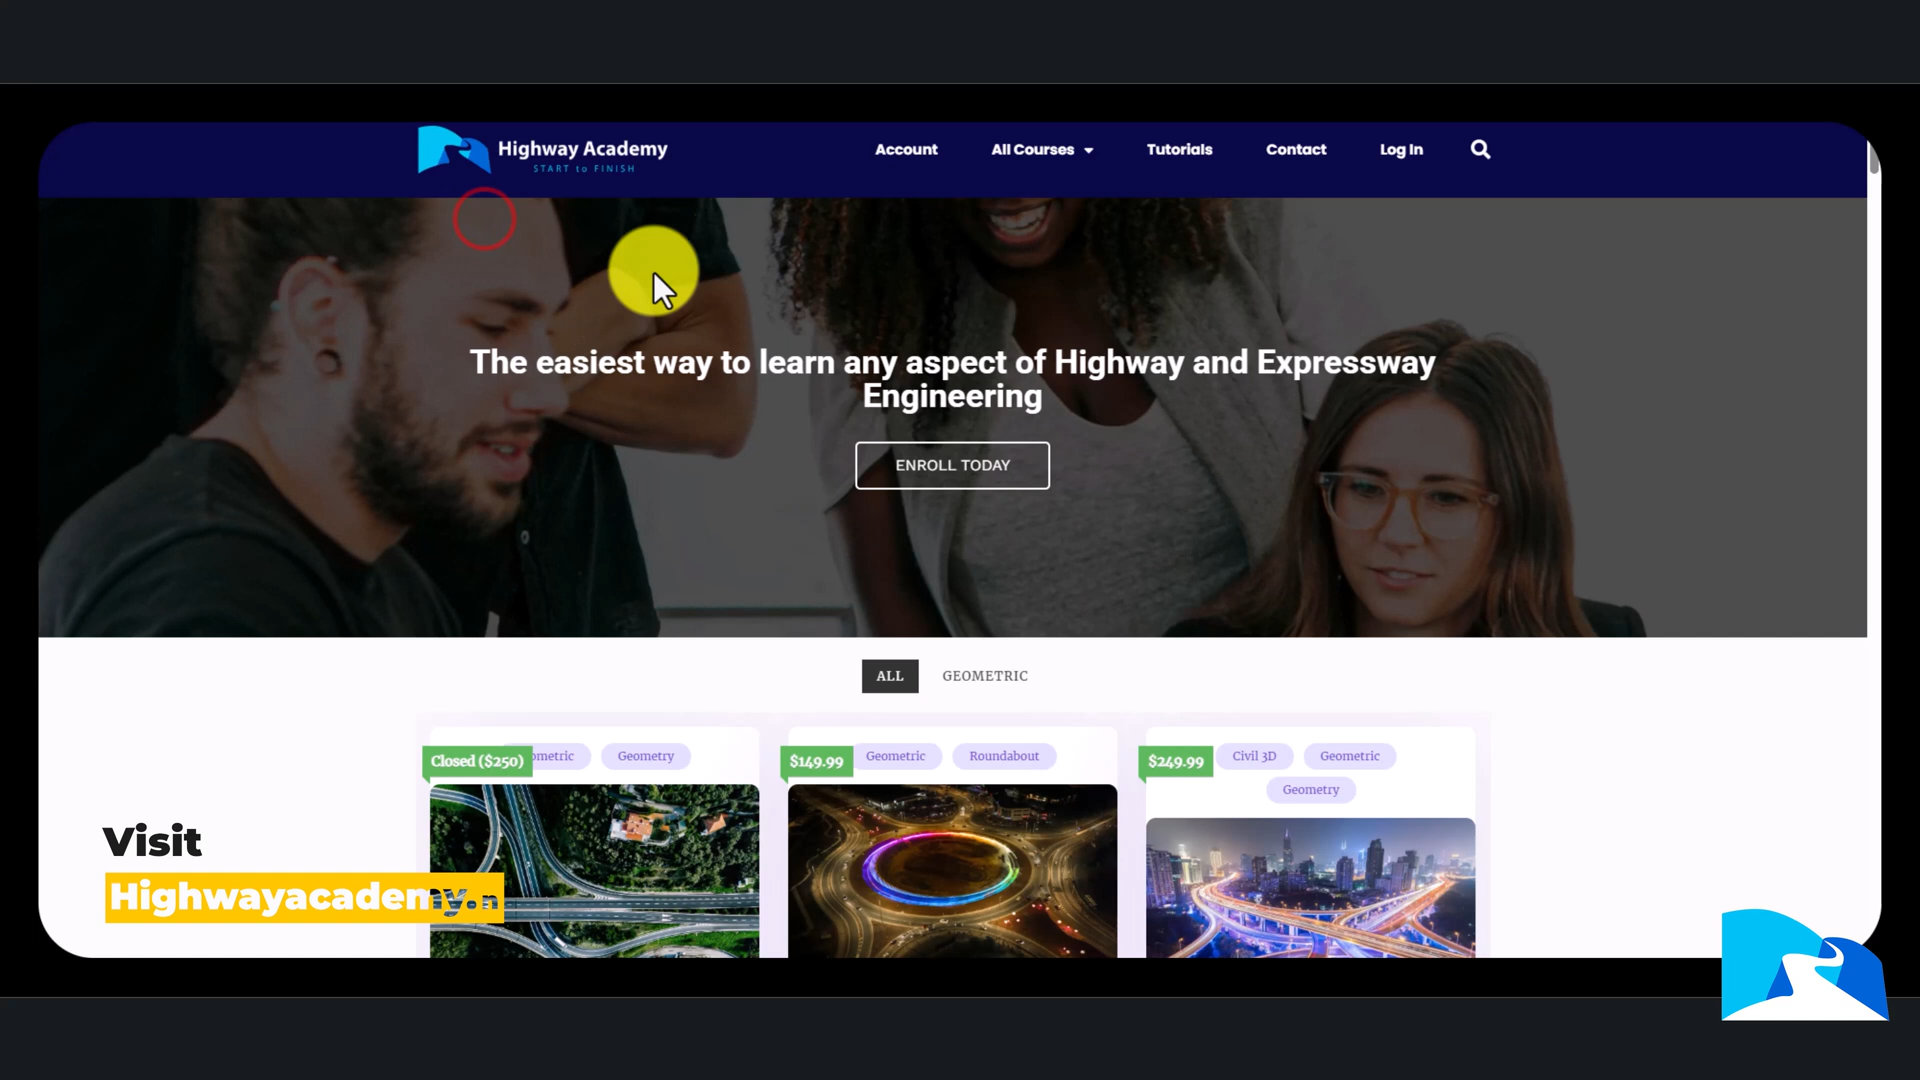 Highway Academy
START to FINISH
Account
All Courses
Tutorials
Contact
Log In
The easiest way to learn any aspect of Highway and Expressway
Engineering
ENROLL TODAY
ALL
GEOMETRIC
Closed ($250)
ometric
Geometry
$149.99
Geometric
Roundabout
$249.99
Civil 3D
Geometric
Geometry
Visit
Highwayacademy.n